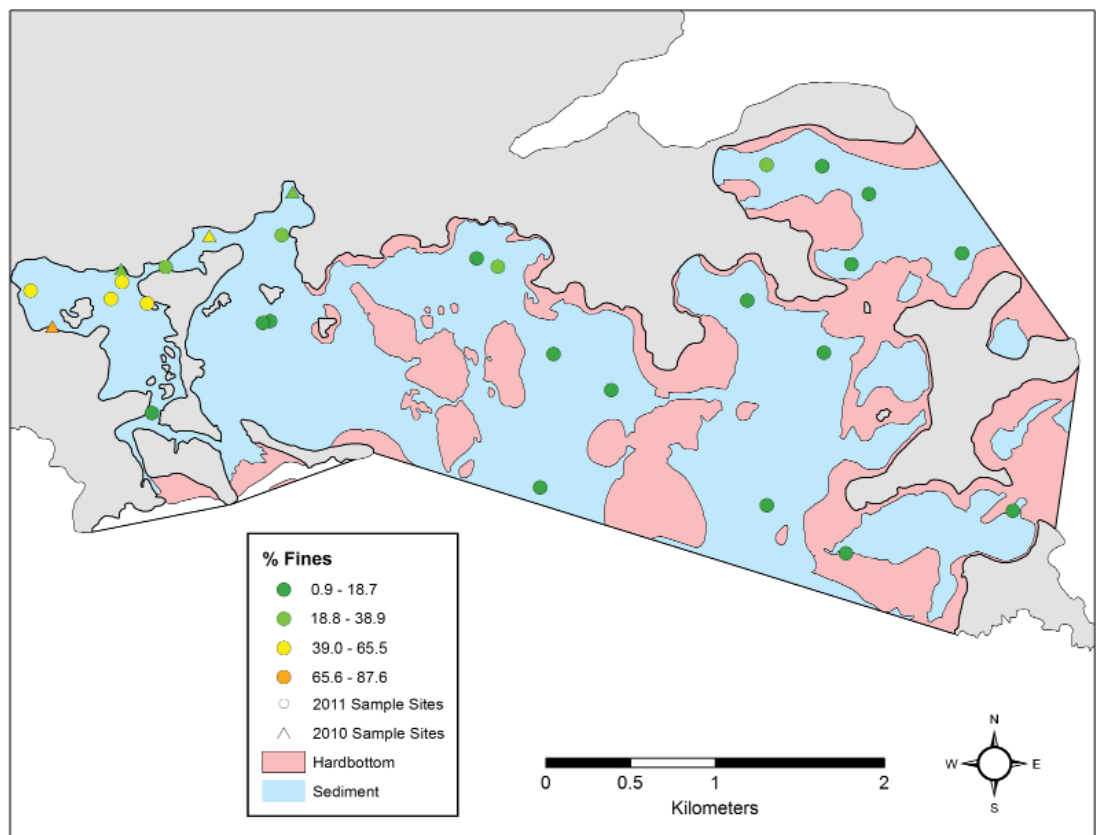 % Fines
0.9 - 18.7
18.8 - 38.9
39.0 - 65.5
65.6 - 87.6
2011 Sample Sites
2010 Sample Sites
Hardbottom
Sediment
0 0.5 1 2
Kilometers
N
W E
S